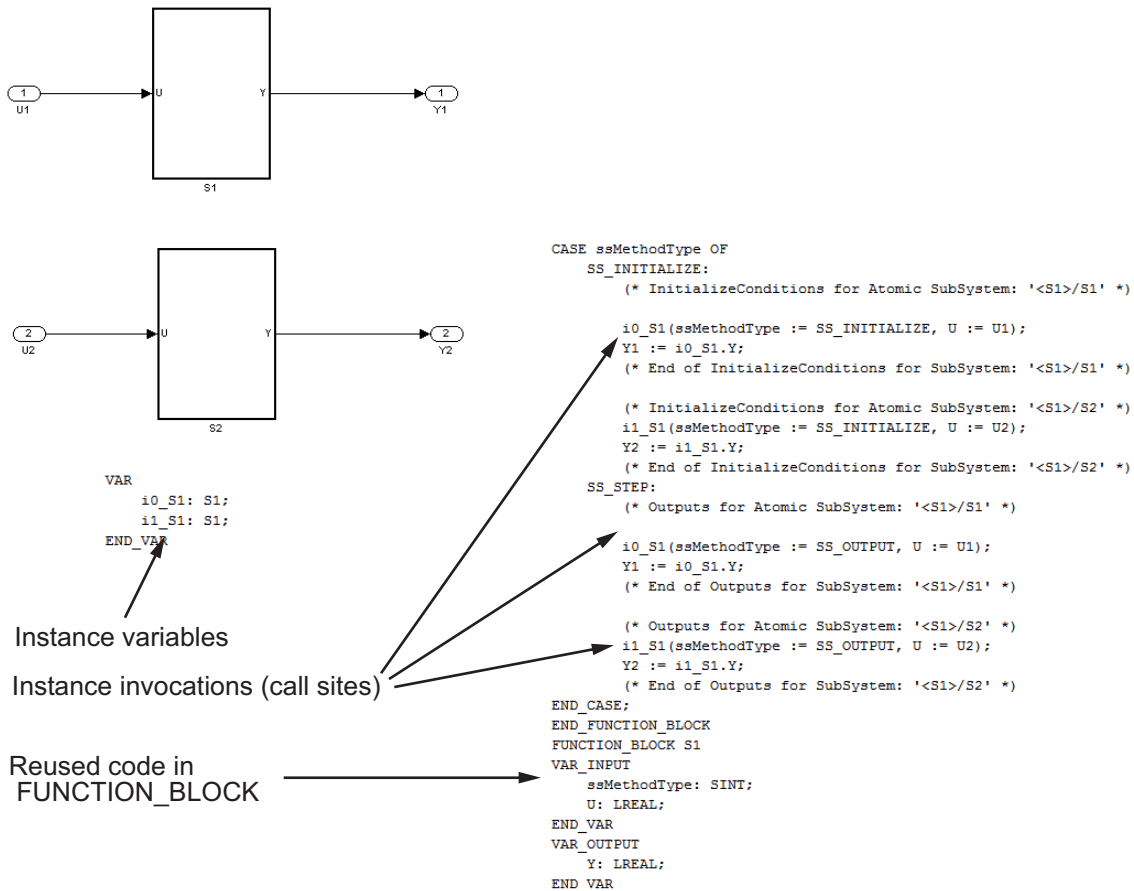 1
U1
U
Y
S1
1
Y1
2
U2
U
Y
S2
2
Y2
VAR
i0_S1: S1;
i1_S1: S1;
END_VAR
Instance variables
Instance invocations (call sites)
Reused code in
FUNCTION_BLOCK
CASE ssMethodType OF
SS_INITIALIZE:
(* InitializeConditions for Atomic SubSystem: '<S1>/S1' *)
i0_S1(ssMethodType := SS_INITIALIZE, U := U1);
Y1 := i0_S1.Y;
(* End of InitializeConditions for SubSystem: '<S1>/S1' *)
(* InitializeConditions for Atomic SubSystem: '<S1>/S2' *)
i1_S1(ssMethodType := SS_INITIALIZE, U := U2);
Y2 := i1_S1.Y;
(* End of InitializeConditions for SubSystem: '<S1>/S2' *)
SS_STEP:
(* Outputs for Atomic SubSystem: '<S1>/S1' *)
i0_S1(ssMethodType := SS_OUTPUT, U := U1);
Y1 := i0_S1.Y;
(* End of Outputs for SubSystem: '<S1>/S1' *)
(* Outputs for Atomic SubSystem: '<S1>/S2' *)
i1_S1(ssMethodType := SS_OUTPUT, U := U2);
Y2 := i1_S1.Y;
(* End of Outputs for SubSystem: '<S1>/S2' *)
END_CASE;
END_FUNCTION_BLOCK
FUNCTION_BLOCK S1
VAR_INPUT
ssMethodType: SINT;
U: LREAL;
END_VAR
VAR_OUTPUT
Y: LREAL;
END_VAR